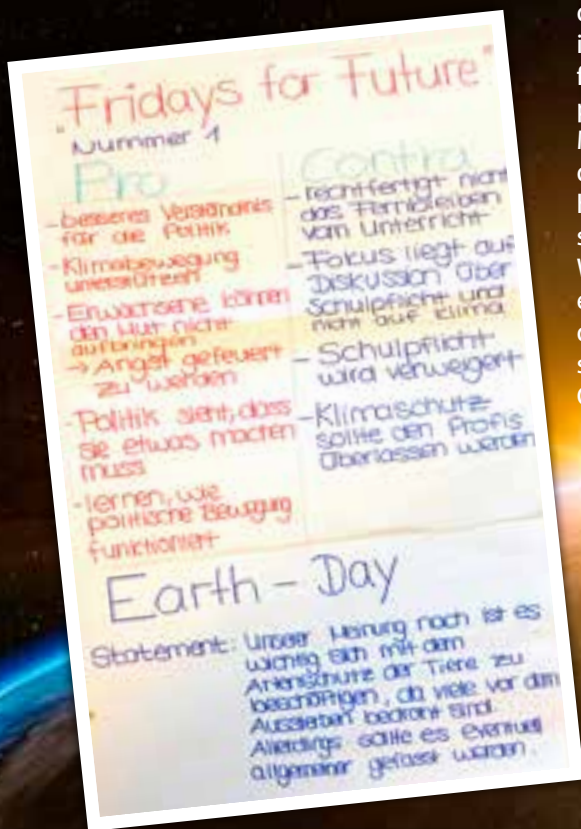 "Fridays for Future"
Nummer 1
Pro
- besseres Verständnis
für die Politik
- Klimabewegung
unterstützen
- Erwachsene können
den Mut nicht
aufbringen
→ Angst gefeuert
zu werden
- Politik sieht, dass
sie etwas machen
muss
- lernen, wie
politische Bewegung
funktioniert
Contra
- rechtfertigt nicht
das Fernbleiben
vom Unterricht
- Fokus liegt auf
Diskussion über
Schulpflicht und
nicht auf Klima
- Schulpflicht
wird verweigert
- Klimaschutz
sollte den Profis
überlassen werden
Earth - Day
Statement: Unserer Meinung nach ist es
wichtig sich mit dem
Artenschutz der Tiere zu
beschäftigen, da viele vor dem
Aussterben bedroht sind.
Allerdings sollte es eventuell
allgemeiner gefasst werden.